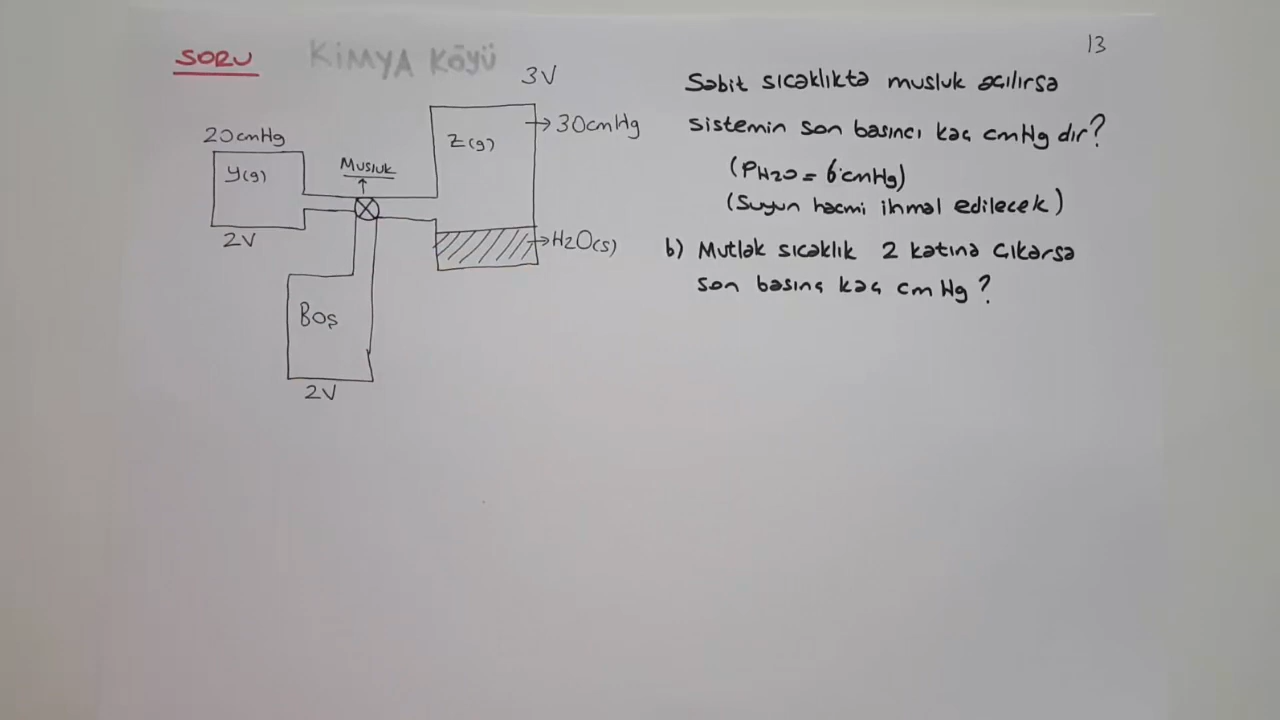 SORU
KİMYA KÖYÜ
13
3V
20cmHg
Y(g)
2V
Musluk
Z(g)
30cmHg
H2O(s)
Boş
2V
Sabit sıcaklıkta musluk açılırsa
sistemin son basıncı kaç cmHg dır?
(PH2O = 6 cmHg)
(Suyun hacmi ihmal edilecek)
b) Mutlak sıcaklık 2 katına çıkarsa
son basınç kaç cmHg?